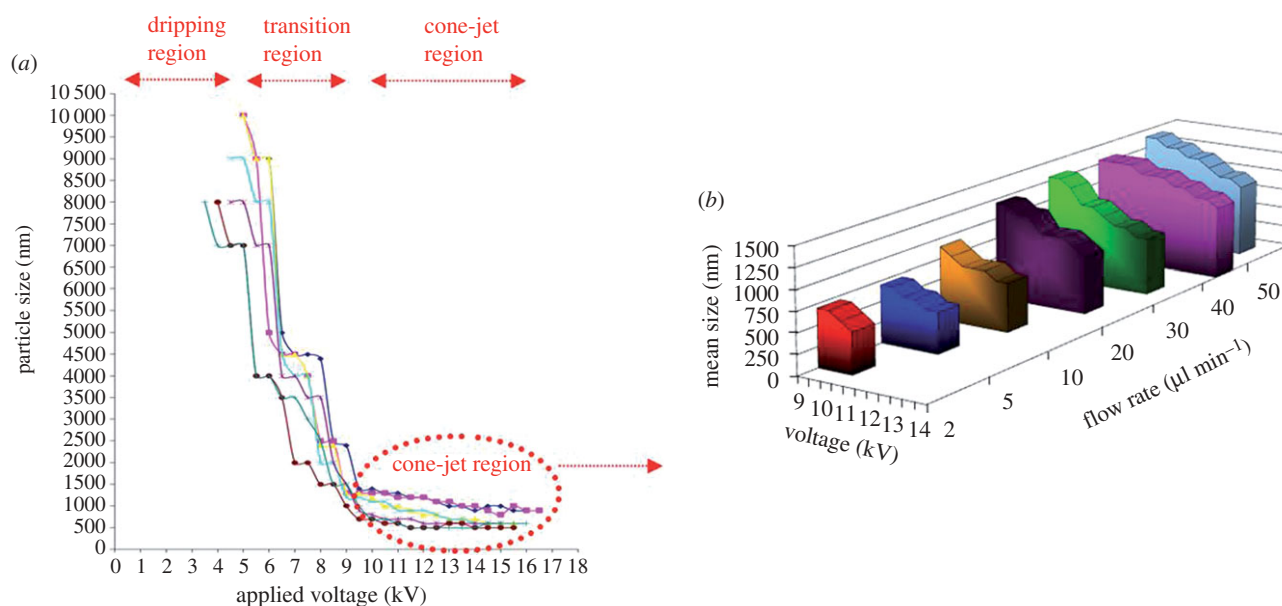 dripping
region
transition
region
cone-jet
region
(a)
10 500
10 000
9500
9000
8500
8000
7500
7000
6500
6000
5500
5000
4500
4000
3500
3000
2500
2000
1500
1000
500
0
particle size (nm)
cone-jet region
0 1 2 3 4 5 6 7 8 9 10 11 12 13 14 15 16 17 18
applied voltage (kV)
(b)
1500
1250
1000
750
500
250
0
mean size (nm)
9 10 11 12 13 14
voltage (kV)
2 5 10 20 30 40 50
flow rate (µl min⁻¹)